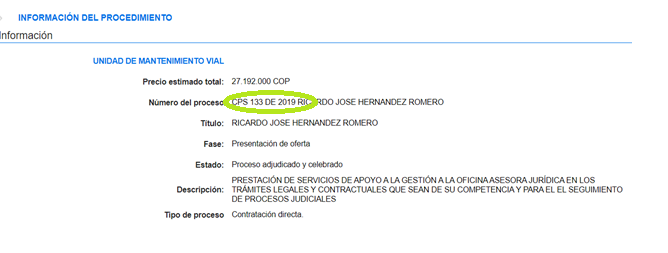 INFORMACIÓN DEL PROCEDIMIENTO
Información
UNIDAD DE MANTENIMIENTO VIAL
Precio estimado total: 27.192.000 COP
Número del proceso CPS 133 DE 2019 RICARDO JOSE HERNANDEZ ROMERO
Título: RICARDO JOSE HERNANDEZ ROMERO
Fase: Presentación de oferta
Estado: Proceso adjudicado y celebrado
Descripción: PRESTACIÓN DE SERVICIOS DE APOYO A LA GESTIÓN A LA OFICINA ASESORA JURÍDICA EN LOS
TRÁMITES LEGALES Y CONTRACTUALES QUE SEAN DE SU COMPETENCIA Y PARA EL EL SEGUIMIENTO
DE PROCESOS JUDICIALES
Tipo de proceso Contratación directa.